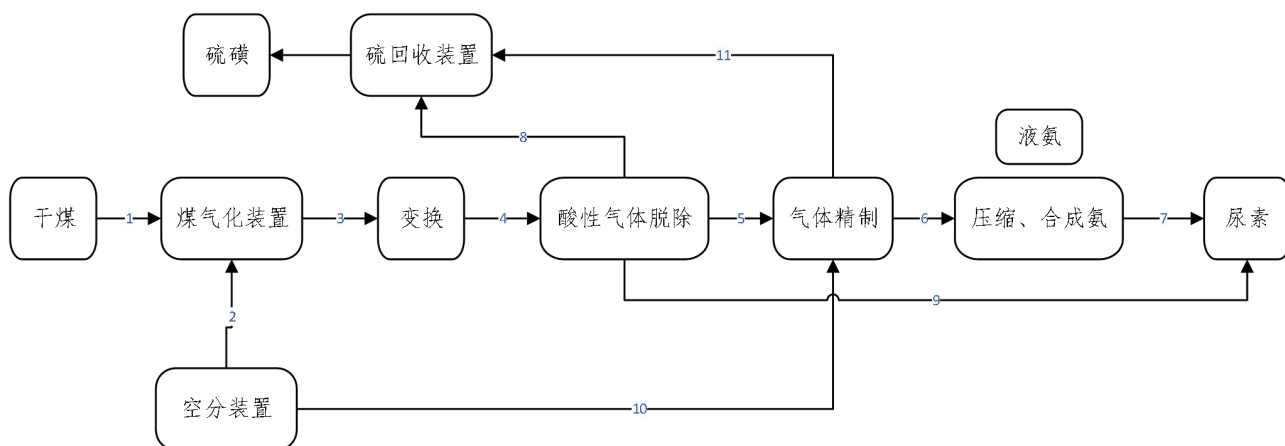 硫磺
硫回收装置
11
8
液氨
干煤
1
煤气化装置
3
变换
4
酸性气体脱除
5
气体精制
6
压缩、合成氨
7
尿素
9
2
空分装置
10